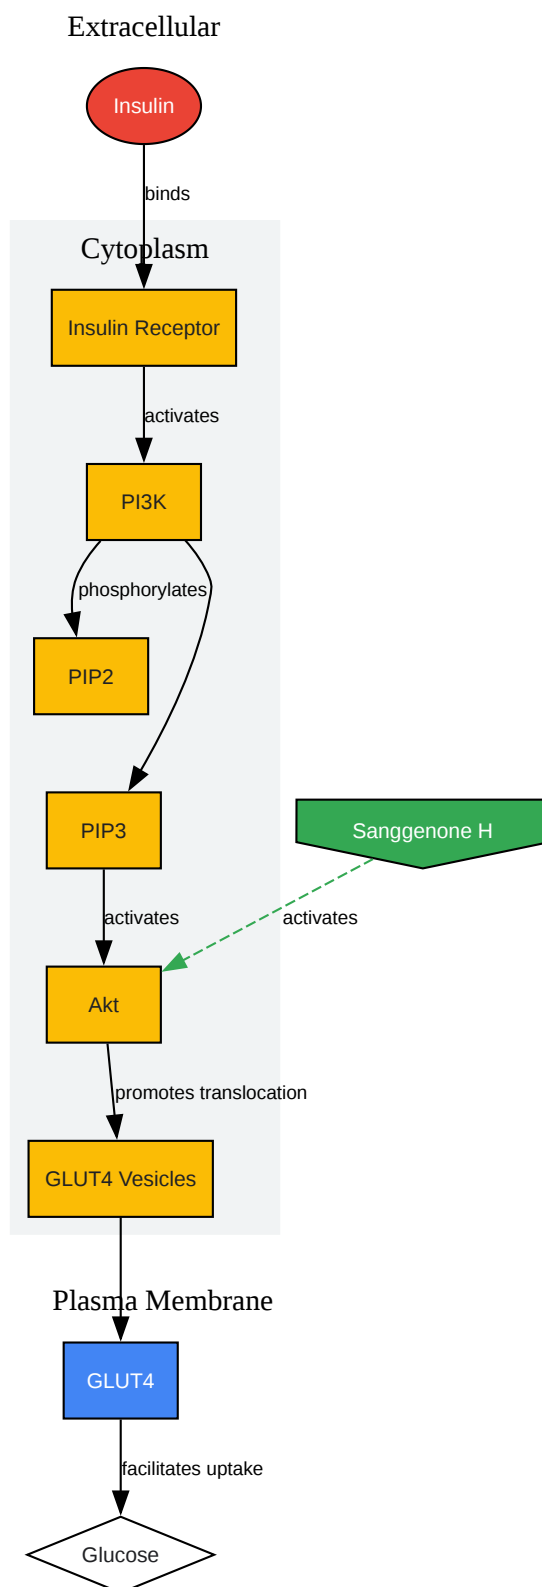 Extracellular
Insulin
binds
Cytoplasm
Insulin Receptor
activates
PI3K
phosphorylates
PIP2
PIP3
Sanggenone H
activates
activates
Akt
promotes translocation
GLUT4 Vesicles
Plasma Membrane
GLUT4
facilitates uptake
Glucose